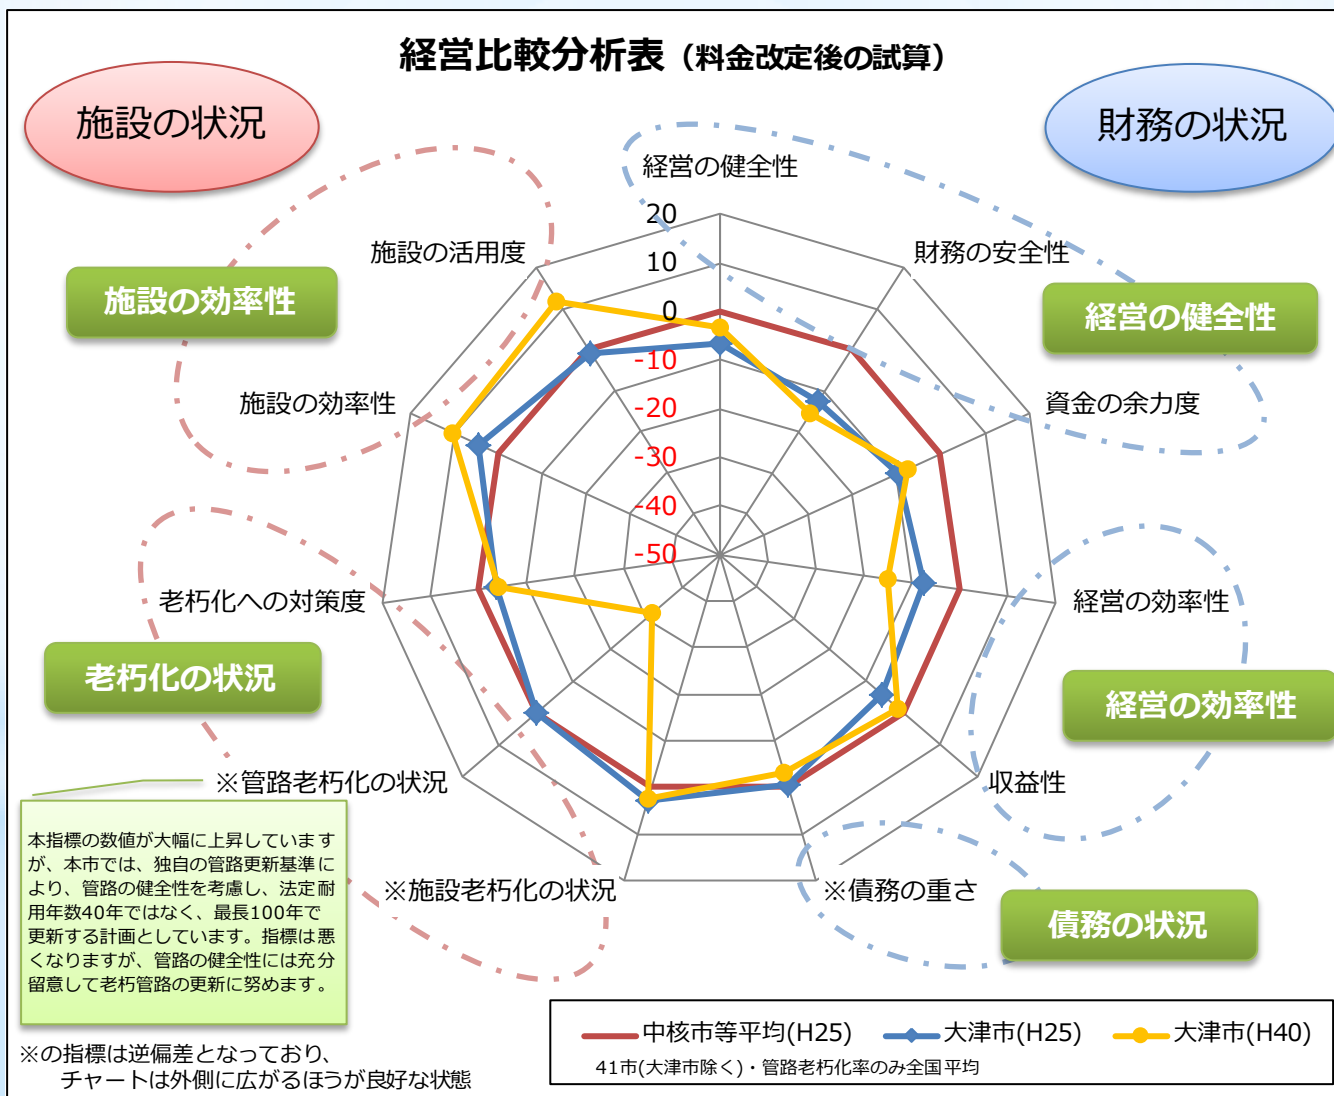 経営比較分析表（料金改定後の試算）
施設の状況
財務の状況
経営の健全性
20
10
0
-10
-20
-30
-40
-50
財務の安全性
資金の余力度
経営の効率性
収益性
※債務の重さ
※施設老朽化の状況
※管路老朽化の状況
老朽化への対策度
施設の効率性
施設の活用度
施設の効率性
経営の健全性
老朽化の状況
経営の効率性
債務の状況
本指標の数値が大幅に上昇しています
が、本市では、独自の管路更新基準に
より、管路の健全性を考慮し、法定耐
用年数40年ではなく、最長100年で
更新する計画としています。指標は悪
くなりますが、管路の健全性には充分
留意して老朽管路の更新に努めます。
中核市等平均(H25)
大津市(H25)
大津市(H40)
41市(大津市除く)・管路老朽化率のみ全国平均
※の指標は逆偏差となっており、
チャートは外側に広がるほうが良好な状態